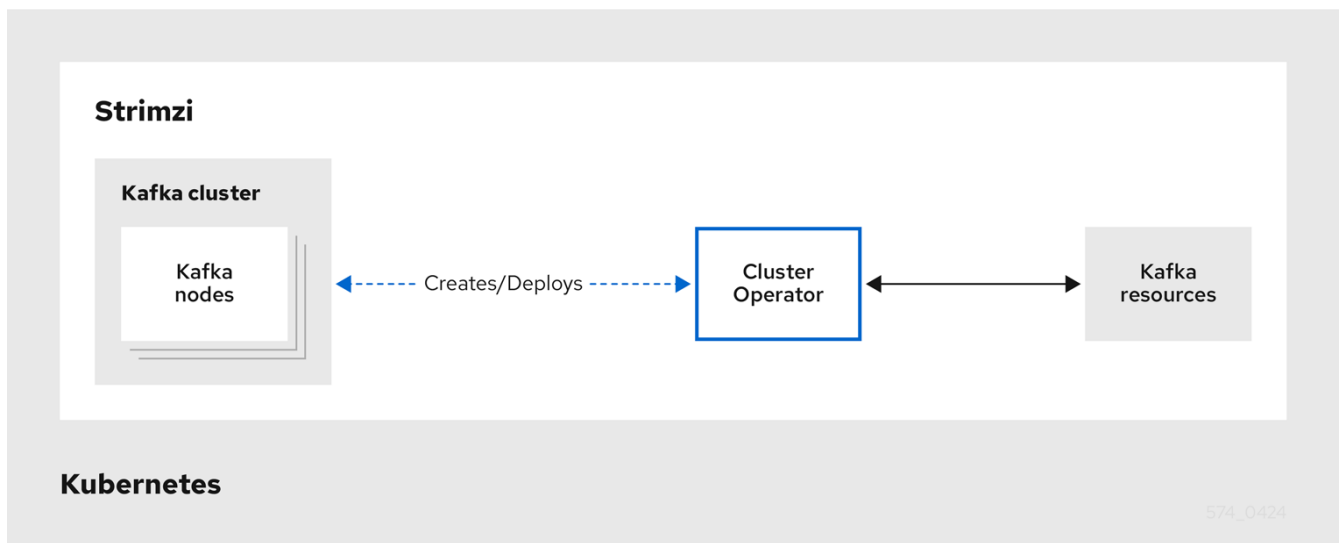 Strimzi
Kafka cluster
Kafka
nodes
Creates/Deploys
Cluster
Operator
Kafka
resources
Kubernetes
574_0424